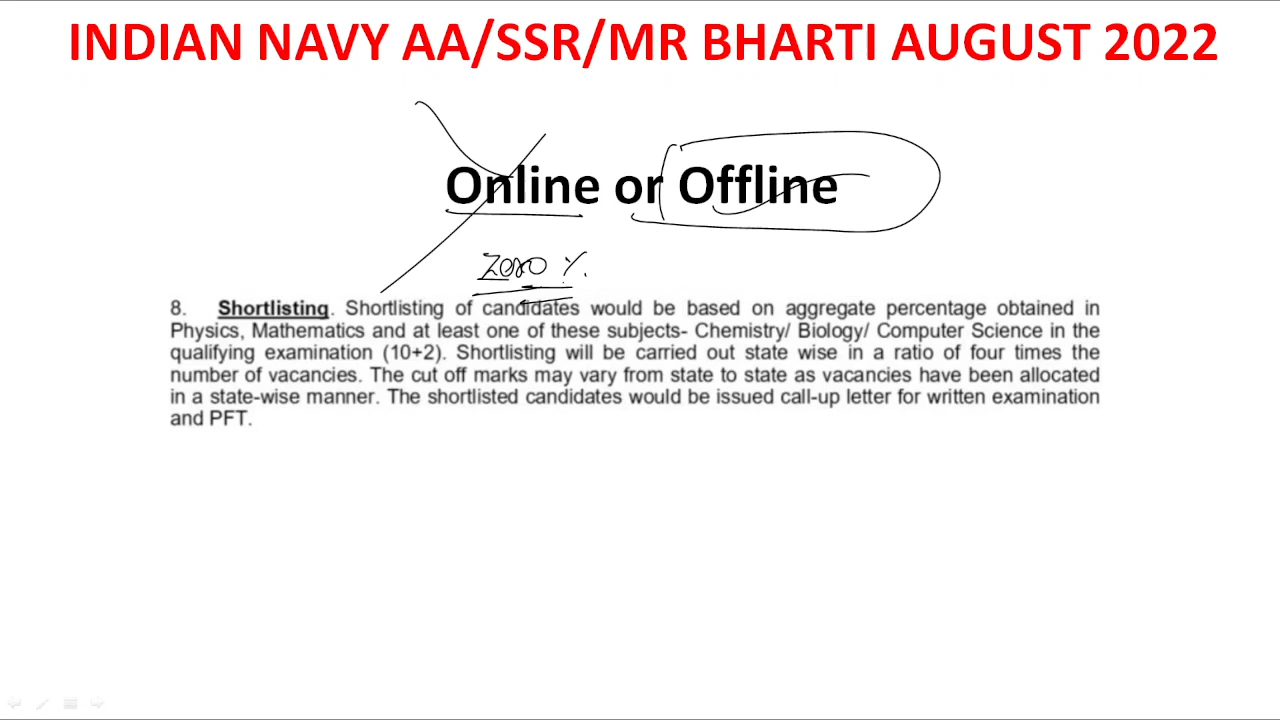 INDIAN NAVY AA/SSR/MR BHARTI AUGUST 2022
Online or Offline
Zero %.
8. Shortlisting. Shortlisting of candidates would be based on aggregate percentage obtained in
Physics, Mathematics and at least one of these subjects- Chemistry/ Biology/ Computer Science in the
qualifying examination (10+2). Shortlisting will be carried out state wise in a ratio of four times the
number of vacancies. The cut off marks may vary from state to state as vacancies have been allocated
in a state-wise manner. The shortlisted candidates would be issued call-up letter for written examination
and PFT.